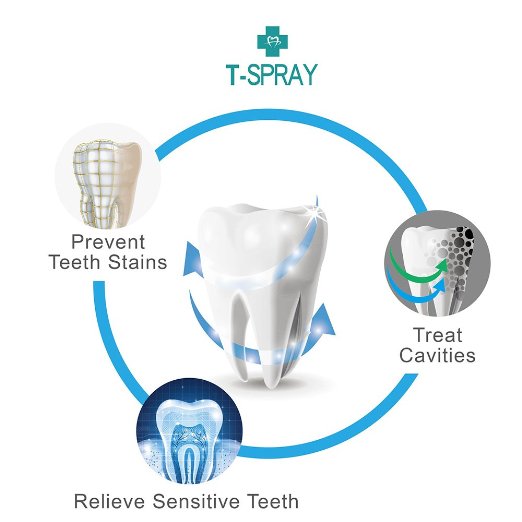 T-SPRAY
Prevent
Teeth Stains
Treat
Cavities
Relieve Sensitive Teeth